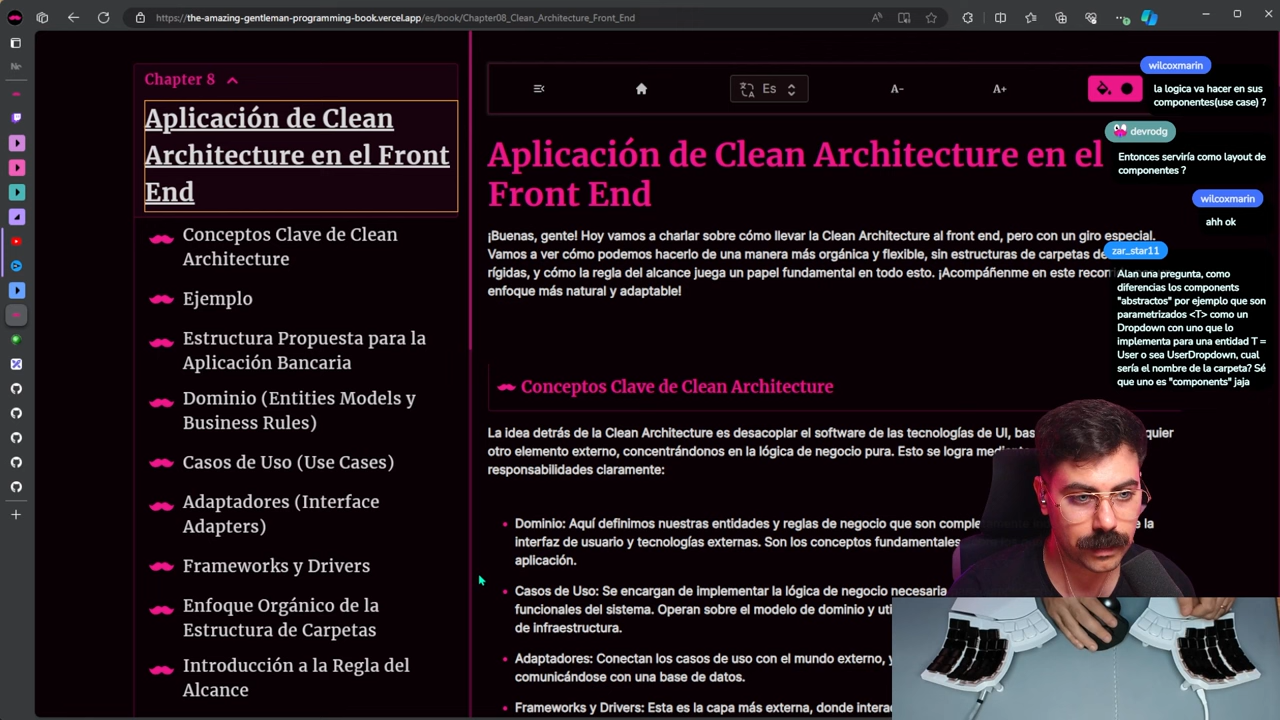 https://the-amazing-gentleman-programming-book.vercel.app/es/book/Chapter08_Clean_Architecture_Front_End
Chapter 8
Aplicación de Clean
Architecture en el Front
End
Conceptos Clave de Clean
Architecture
Ejemplo
Estructura Propuesta para la
Aplicación Bancaria
Dominio (Entities Models y
Business Rules)
Casos de Uso (Use Cases)
Adaptadores (Interface
Adapters)
Frameworks y Drivers
Enfoque Orgánico de la
Estructura de Carpetas
Introducción a la Regla del
Alcance
Es
A-
A+
Aplicación de Clean Architecture en el
Front End
¡Buenas, gente! Hoy vamos a charlar sobre cómo llevar la Clean Architecture al front end, pero con un giro especial.
Vamos a ver cómo podemos hacerlo de una manera más orgánica y flexible, sin estructuras de carpetas
rígidas, y cómo la regla del alcance juega un papel fundamental en todo esto. ¡Acompáñenme en este
enfoque más natural y adaptable!
Conceptos Clave de Clean Architecture
La idea detrás de la Clean Architecture es desacoplar el software de las tecnologías de UI,
otro elemento externo, concentrándonos en la lógica de negocio pura. Esto se logra
responsabilidades claramente:
Dominio: Aquí definimos nuestras entidades y reglas de negocio que son la
interfaz de usuario y tecnologías externas. Son los conceptos fundamentales
aplicación.
Casos de Uso: Se encargan de implementar la lógica de negocio
funcionales del sistema. Operan sobre el modelo de dominio y
de infraestructura.
Adaptadores: Conectan los casos de uso con el mundo externo,
comunicándose con una base de datos.
Frameworks y Drivers: Esta es la capa más externa, donde
wilcoxmarin
la logica va hacer en sus
componentes(use case) ?
devrodg
Entonces serviría como layout de
componentes ?
wilcoxmarin
ahh ok
zar_star11
Alan una pregunta, como
diferencias los components
"abstractos" por ejemplo que son
parametrizados <T> como un
Dropdown con uno que lo
implementa para una entidad T =
User o sea UserDropdown, cual
sería el nombre de la carpeta? Sé
que uno es "components" jaja